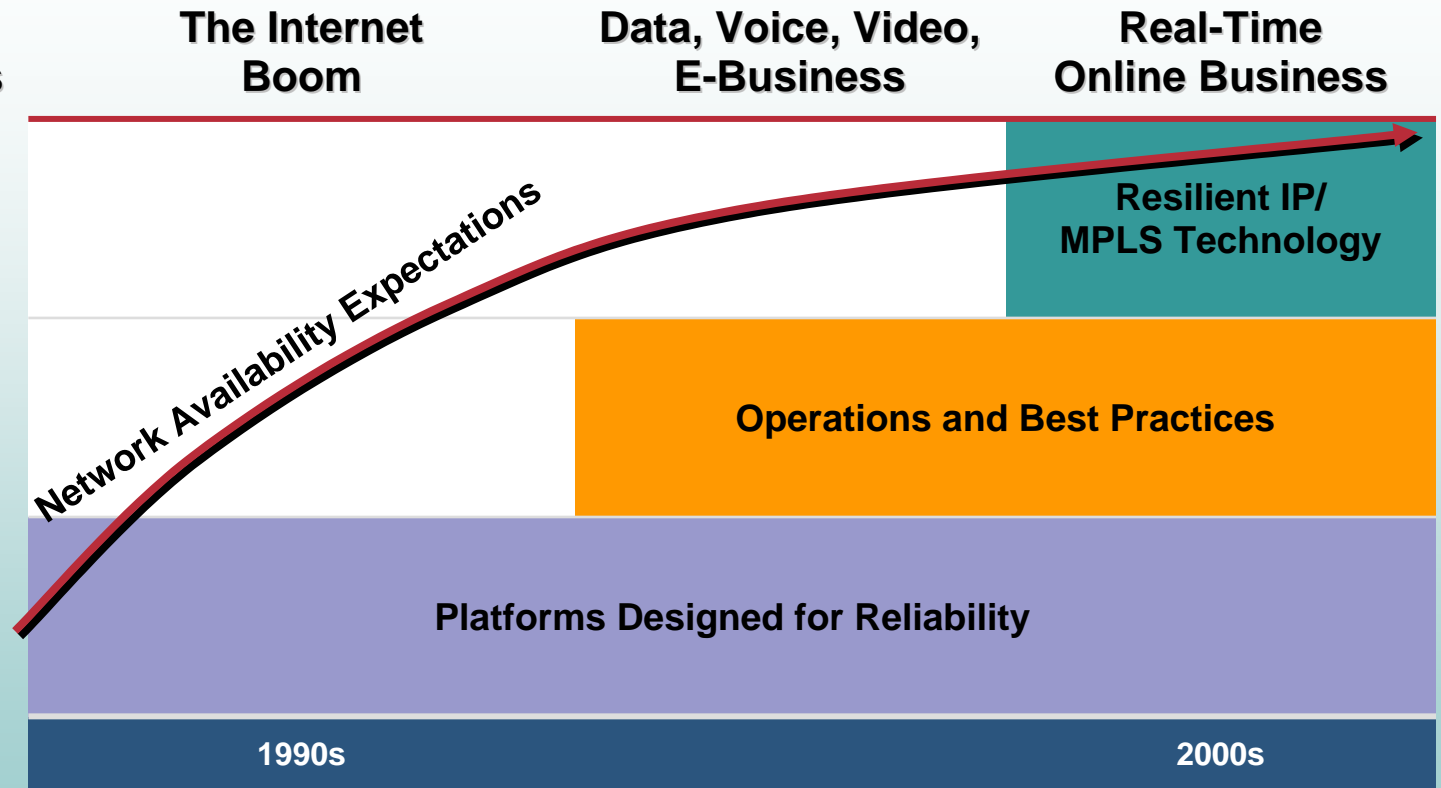 The Internet
Boom
Data, Voice, Video,
E-Business
Real-Time
Online Business
Network Availability Expectations
Resilient IP/
MPLS Technology
Operations and Best Practices
Platforms Designed for Reliability
1990s
2000s